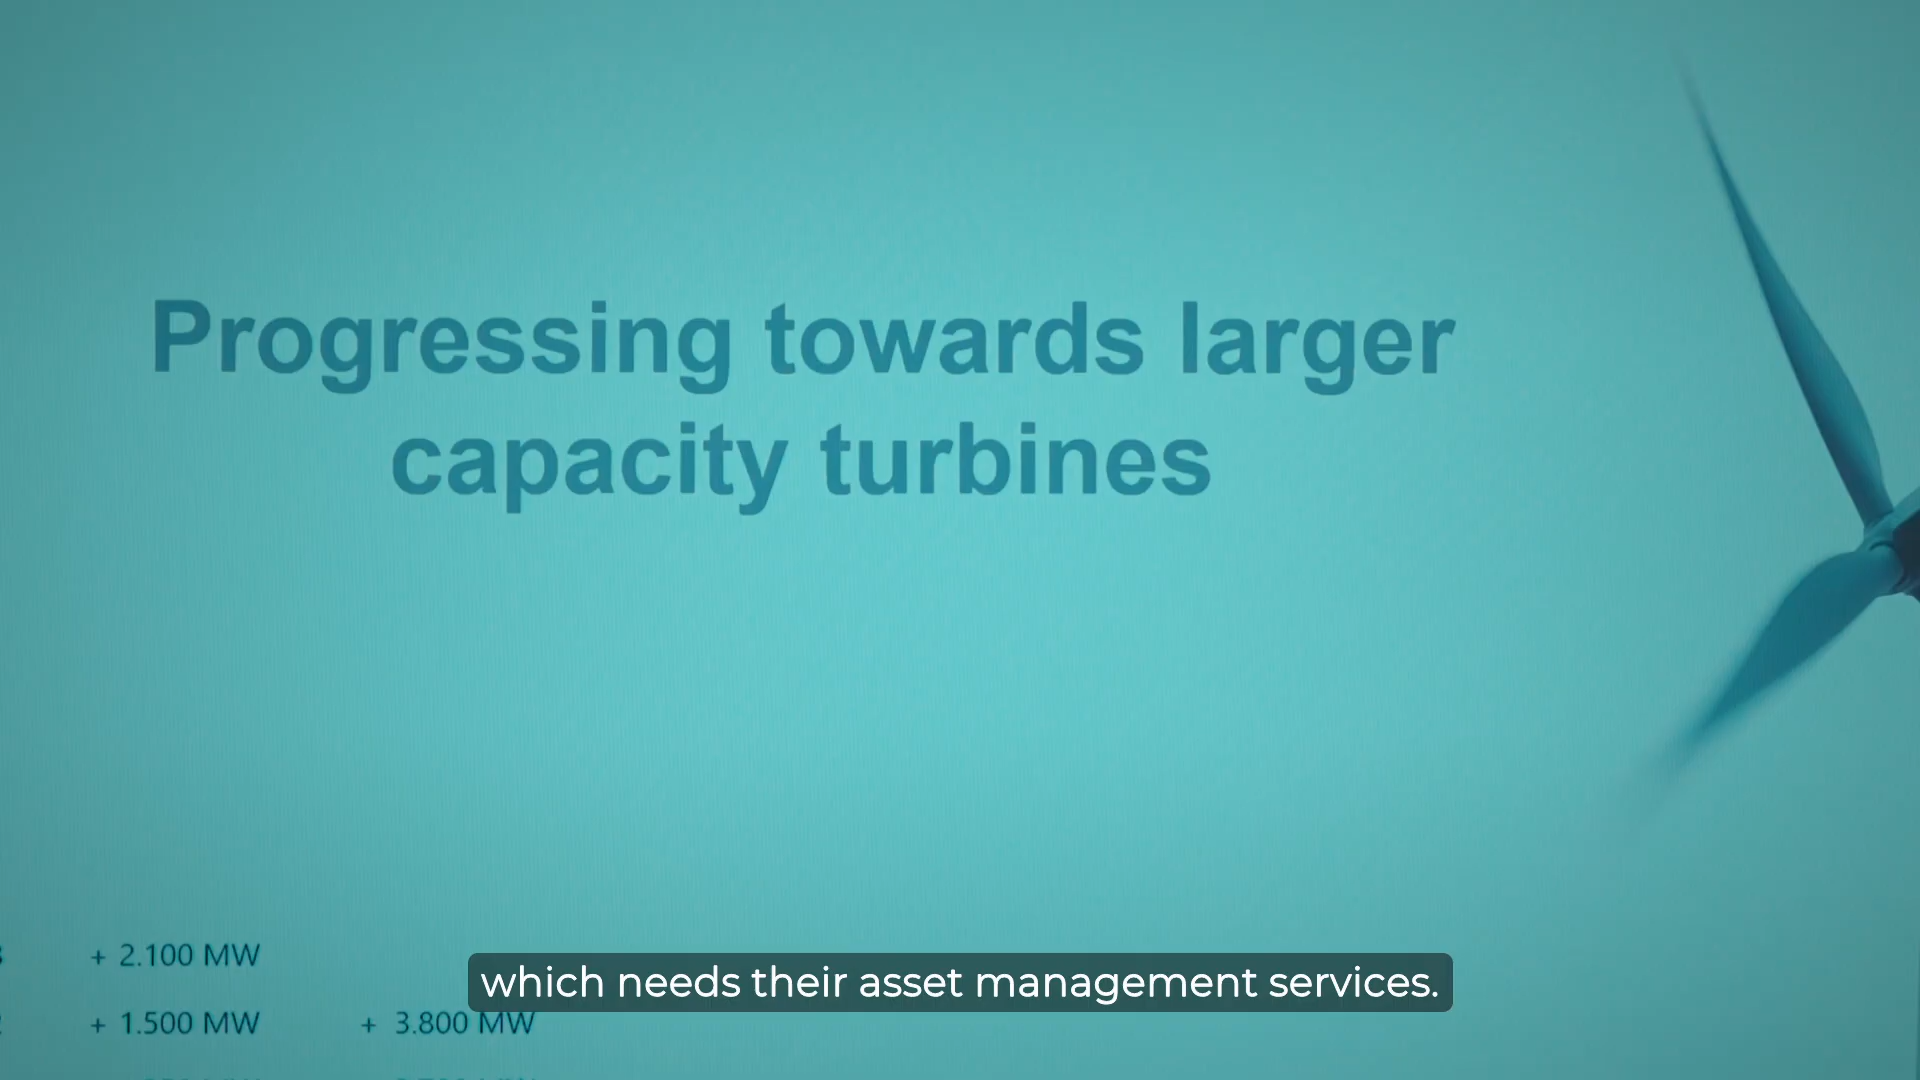 Progressing towards larger
capacity turbines
+ 2.100 MW
+ 1.500 MW + 3.800 MW
which needs their asset management services.